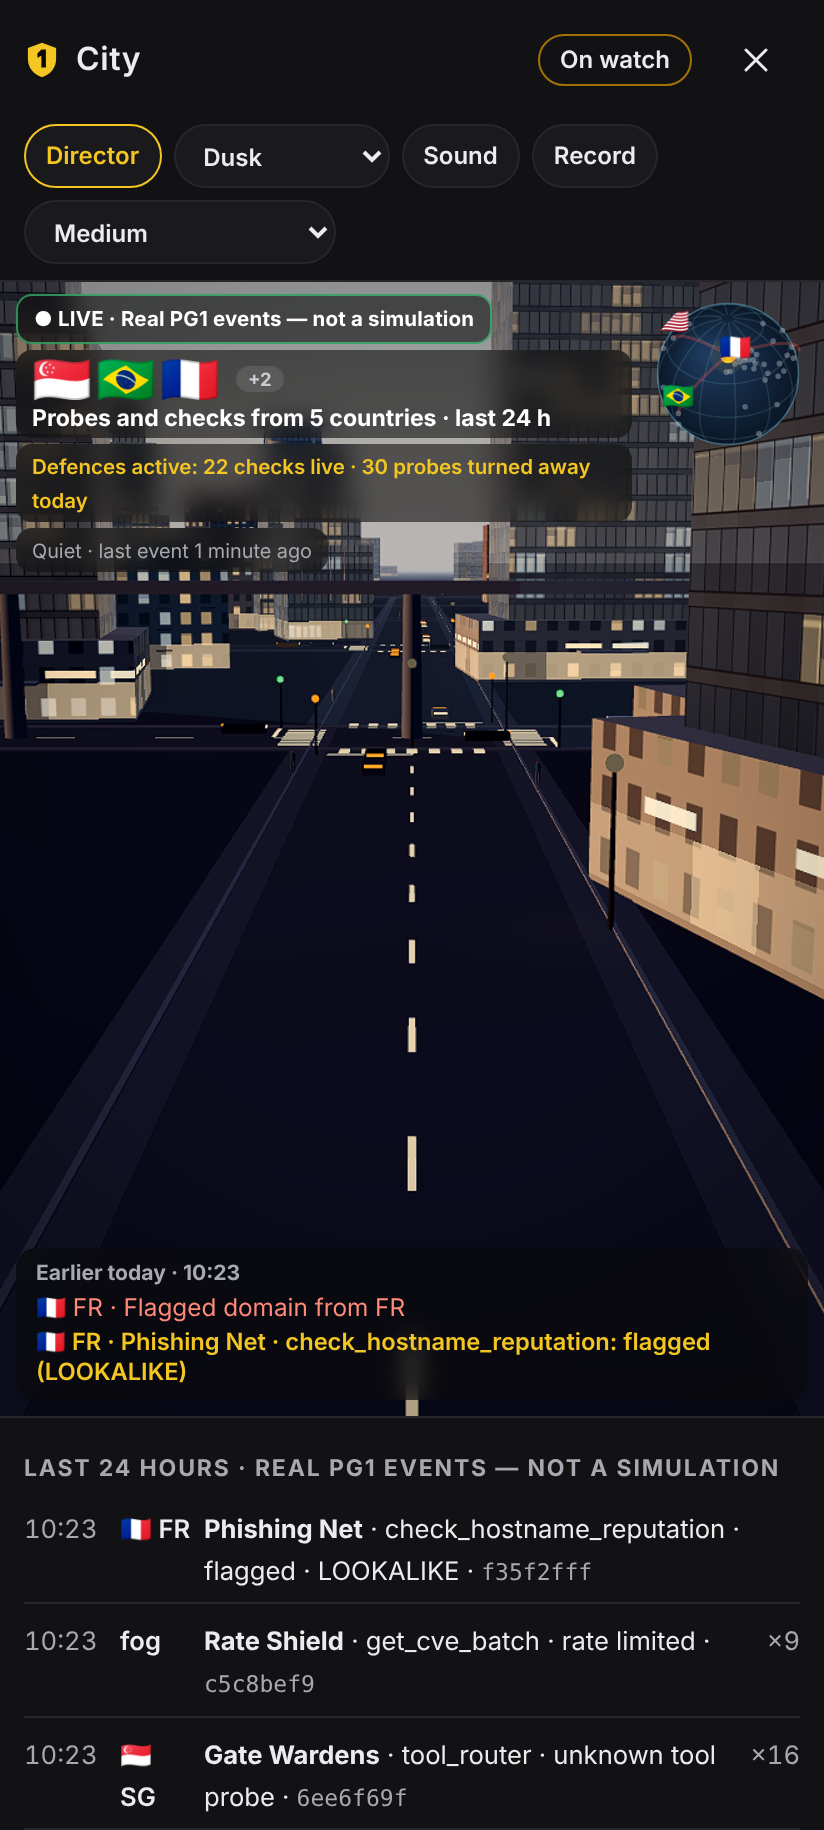 1 City
On watch
Director
Dusk
Sound
Record
Medium
LIVE · Real PG1 events — not a simulation
+2
Probes and checks from 5 countries · last 24 h
Defences active: 22 checks live · 30 probes turned away
today
Quiet · last event 1 minute ago
Earlier today · 10:23
FR · Flagged domain from FR
FR · Phishing Net · check_hostname_reputation: flagged
(LOOKALIKE)
LAST 24 HOURS · REAL PG1 EVENTS — NOT A SIMULATION
10:23 FR Phishing Net · check_hostname_reputation ·
flagged · LOOKALIKE · f35f2fff
10:23 fog Rate Shield · get_cve_batch · rate limited · ×9
c5c8bef9
10:23 Gate Wardens · tool_router · unknown tool ×16
SG probe · 6ee6f69f